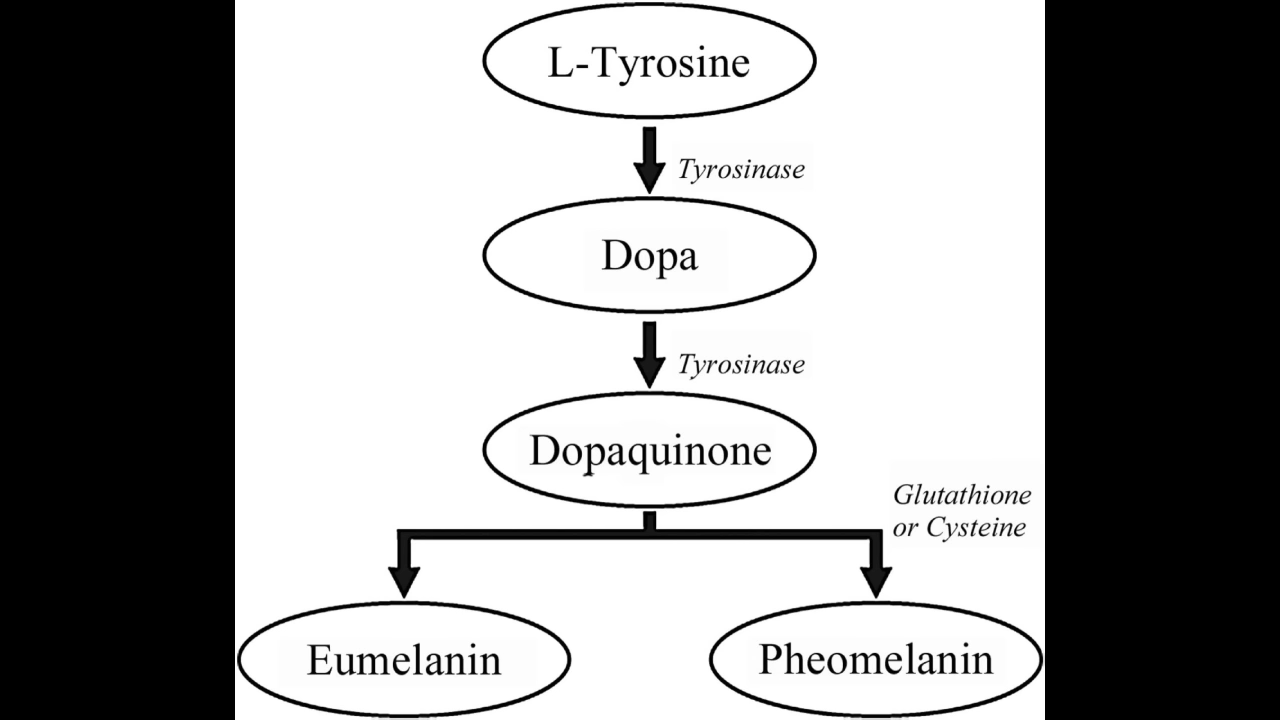 L-Tyrosine
Tyrosinase
Dopa
Tyrosinase
Dopaquinone
Glutathione
or Cysteine
Eumelanin
Pheomelanin